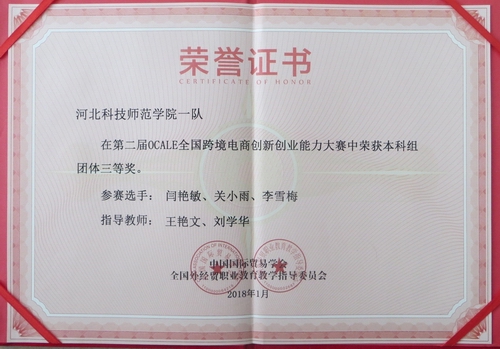 荣誉证书
CERTIFICATE OF HONOR
河北科技师范学院一队
在第二届OCALE全国跨境电商创新创业能力大赛中荣获本科组
团体三等奖。
参赛选手：闫艳敏、关小雨、李雪梅
指导教师：王艳文、刘学华
中国国际贸易学会
全国外经贸职业教育教学指导委员会
2018年1月